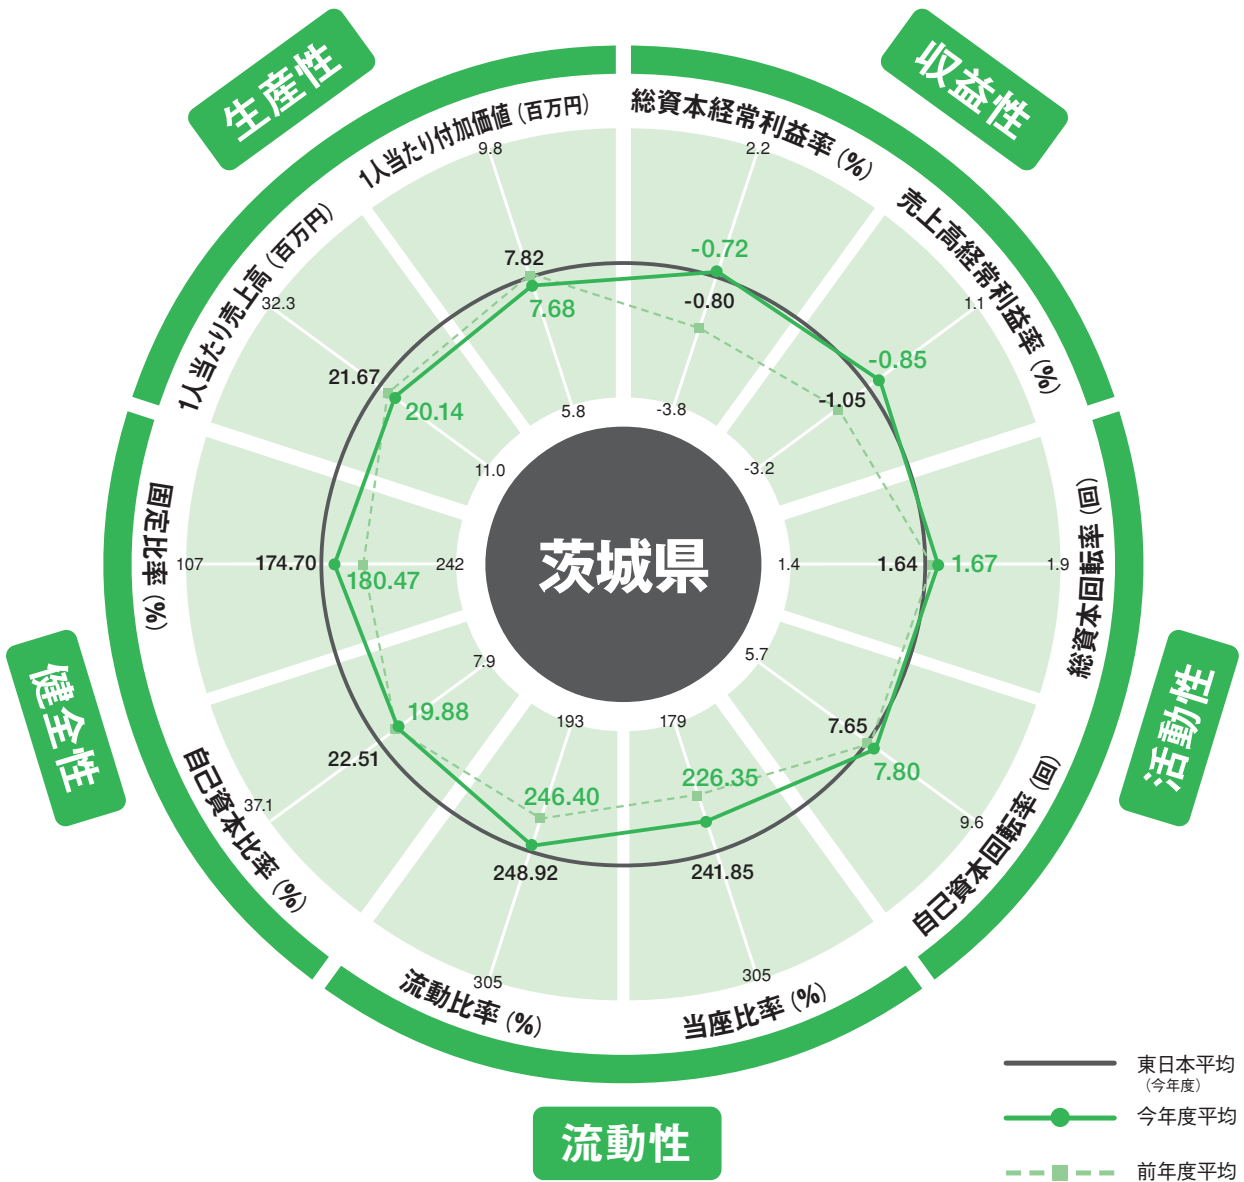 茨城県
収益性
総資本経常利益率 (%)
2.2
-0.72
-0.80
-3.8
売上高経常利益率 (%)
1.1
-0.85
-1.05
-3.2
活動性
総資本回転率 (回)
1.9
1.67
1.64
1.4
自己資本回転率 (回)
9.6
7.80
7.65
5.7
流動性
当座比率 (%)
305
241.85
226.35
179
流動比率 (%)
305
248.92
246.40
193
健全性
自己資本比率 (%)
37.1
22.51
19.88
7.9
固定比率 (%)
107
174.70
180.47
242
生産性
1人当たり売上高 (百万円)
32.3
21.67
20.14
11.0
1人当たり付加価値 (百万円)
9.8
7.82
7.68
5.8
東日本平均
(今年度)
今年度平均
前年度平均